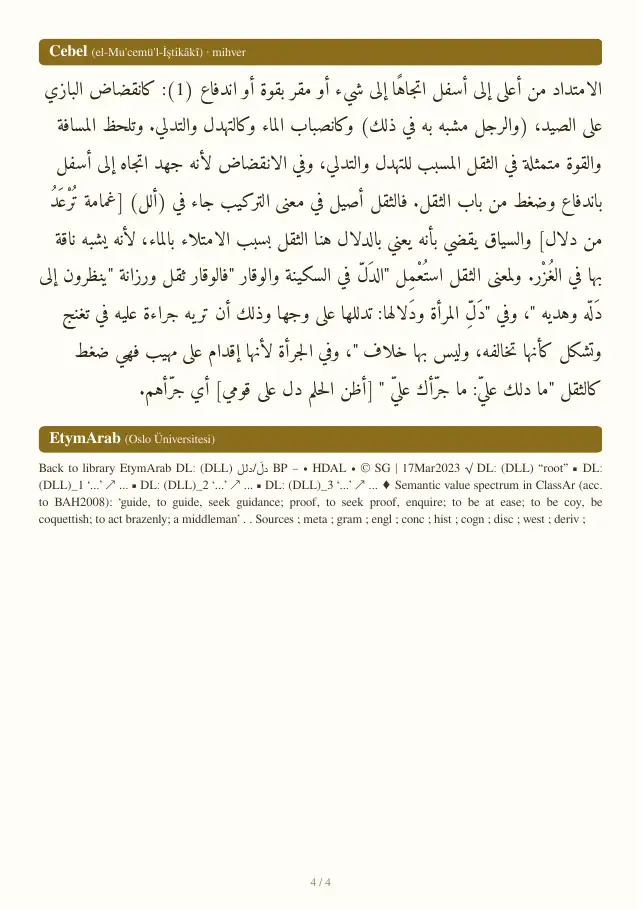 Cebel (el-Mu'cemü'l-İştikâkî) · mihver
الامتداد من أعلى إلى أسفل اتجاهًا إلى شيء أو مقر بقوة أو اندفاع (1): كانقضاض البازي
على الصيد، (والرجل مشبه به في ذلك) وكانصباب الماء وكالتهدل والتدلي. وتلحظ المسافة
والقوة متمثلة في الثقل المسبب للتهدل والتدلي، وفي الانقضاض لأنه جهد اتجاه إلى أسفل
باندفاع وضغط من باب الثقل. فالثقل أصيل في معنى التركيب جاء في (ألل) [غمامة تُرْعَدُ
من دلال] والسياق يقضي بأنه يعني بالدلال هنا الثقل بسبب الامتلاء بالماء، لأنه يشبه ناقة
بها في الغُزْر. ولمعنى الثقل استُعْمِل "الدَلّ في السكينة والوقار "فالوقار ثقل ورزانة "ينظرون إلى
دَلّه وهديه "، وفي "دَلِّ المرأة ودَلالها: تدللها على وجها وذلك أن تريه جراءة عليه في تغنج
وتشكل كأنها تخالفه، وليس بها خلاف "، وفي الجرأة لأنها إقدام على مهيب فهي ضغط
كالثقل "ما دلك عليّ: ما جرّأك عليّ " [أظن الحلم دل على قومي] أي جرّأهم.
EtymArab (Oslo Üniversitesi)
Back to library EtymArab DL: (DLL) دلّ/دلل BP – • HDAL • © SG | 17Mar2023 √ DL: (DLL) “root” ▪ DL:
(DLL)_1 ‘...’ ↗ ... ▪ DL: (DLL)_2 ‘...’ ↗ ... ▪ DL: (DLL)_3 ‘...’ ↗ ... ♦ Semantic value spectrum in ClassAr (acc.
to BAH2008): ‘guide, to guide, seek guidance; proof, to seek proof, enquire; to be at ease; to be coy, be
coquettish; to act brazenly; a middleman’ . . Sources ; meta ; gram ; engl ; conc ; hist ; cogn ; disc ; west ; deriv ;
4 / 4